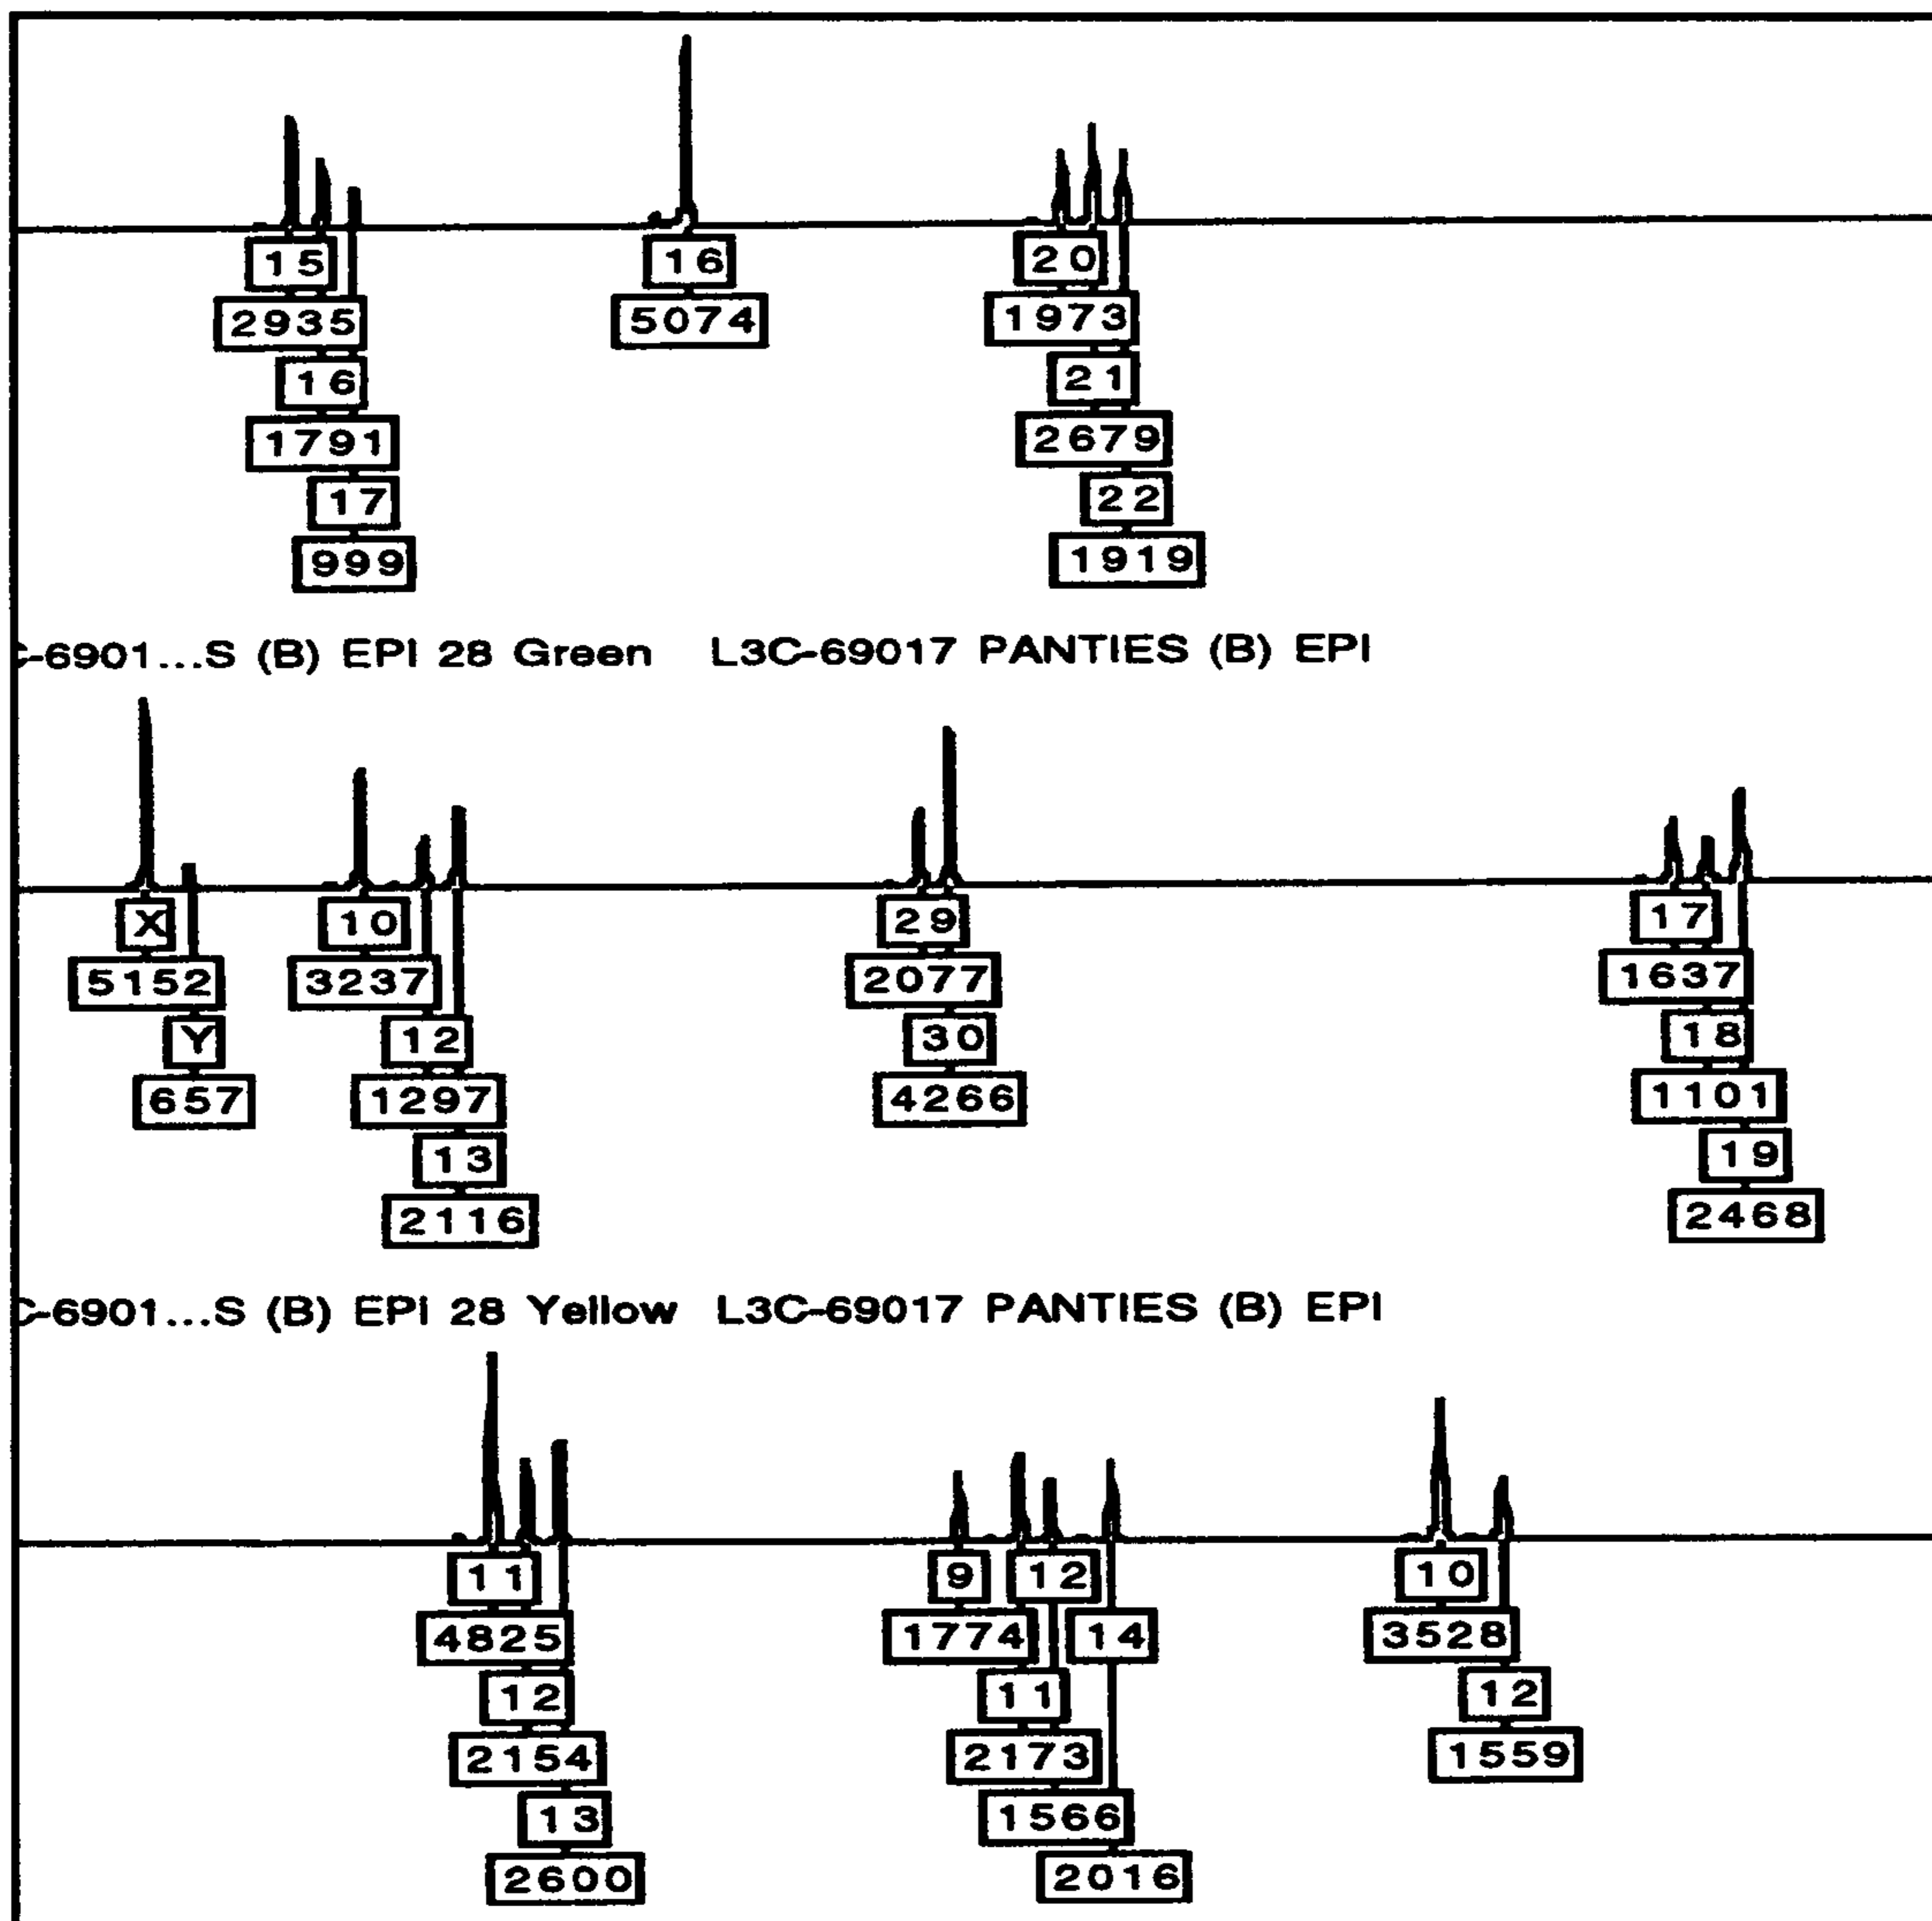 15 16 20
2935 5074 1973
16 21
1791 2679
17 22
999 1919
C-6901...S (B) EPI 28 Green L3C-69017 PANTIES (B) EPI
X 10 29 17
5152 3237 2077 1637
Y 12 30 18
657 1297 4266 1101
13 19
2116 2468
C-6901...S (B) EPI 28 Yellow L3C-69017 PANTIES (B) EPI
11 9 12 10
4825 1774 14 3528
12 11 12
2154 2173 1559
13 1566
2600 2016